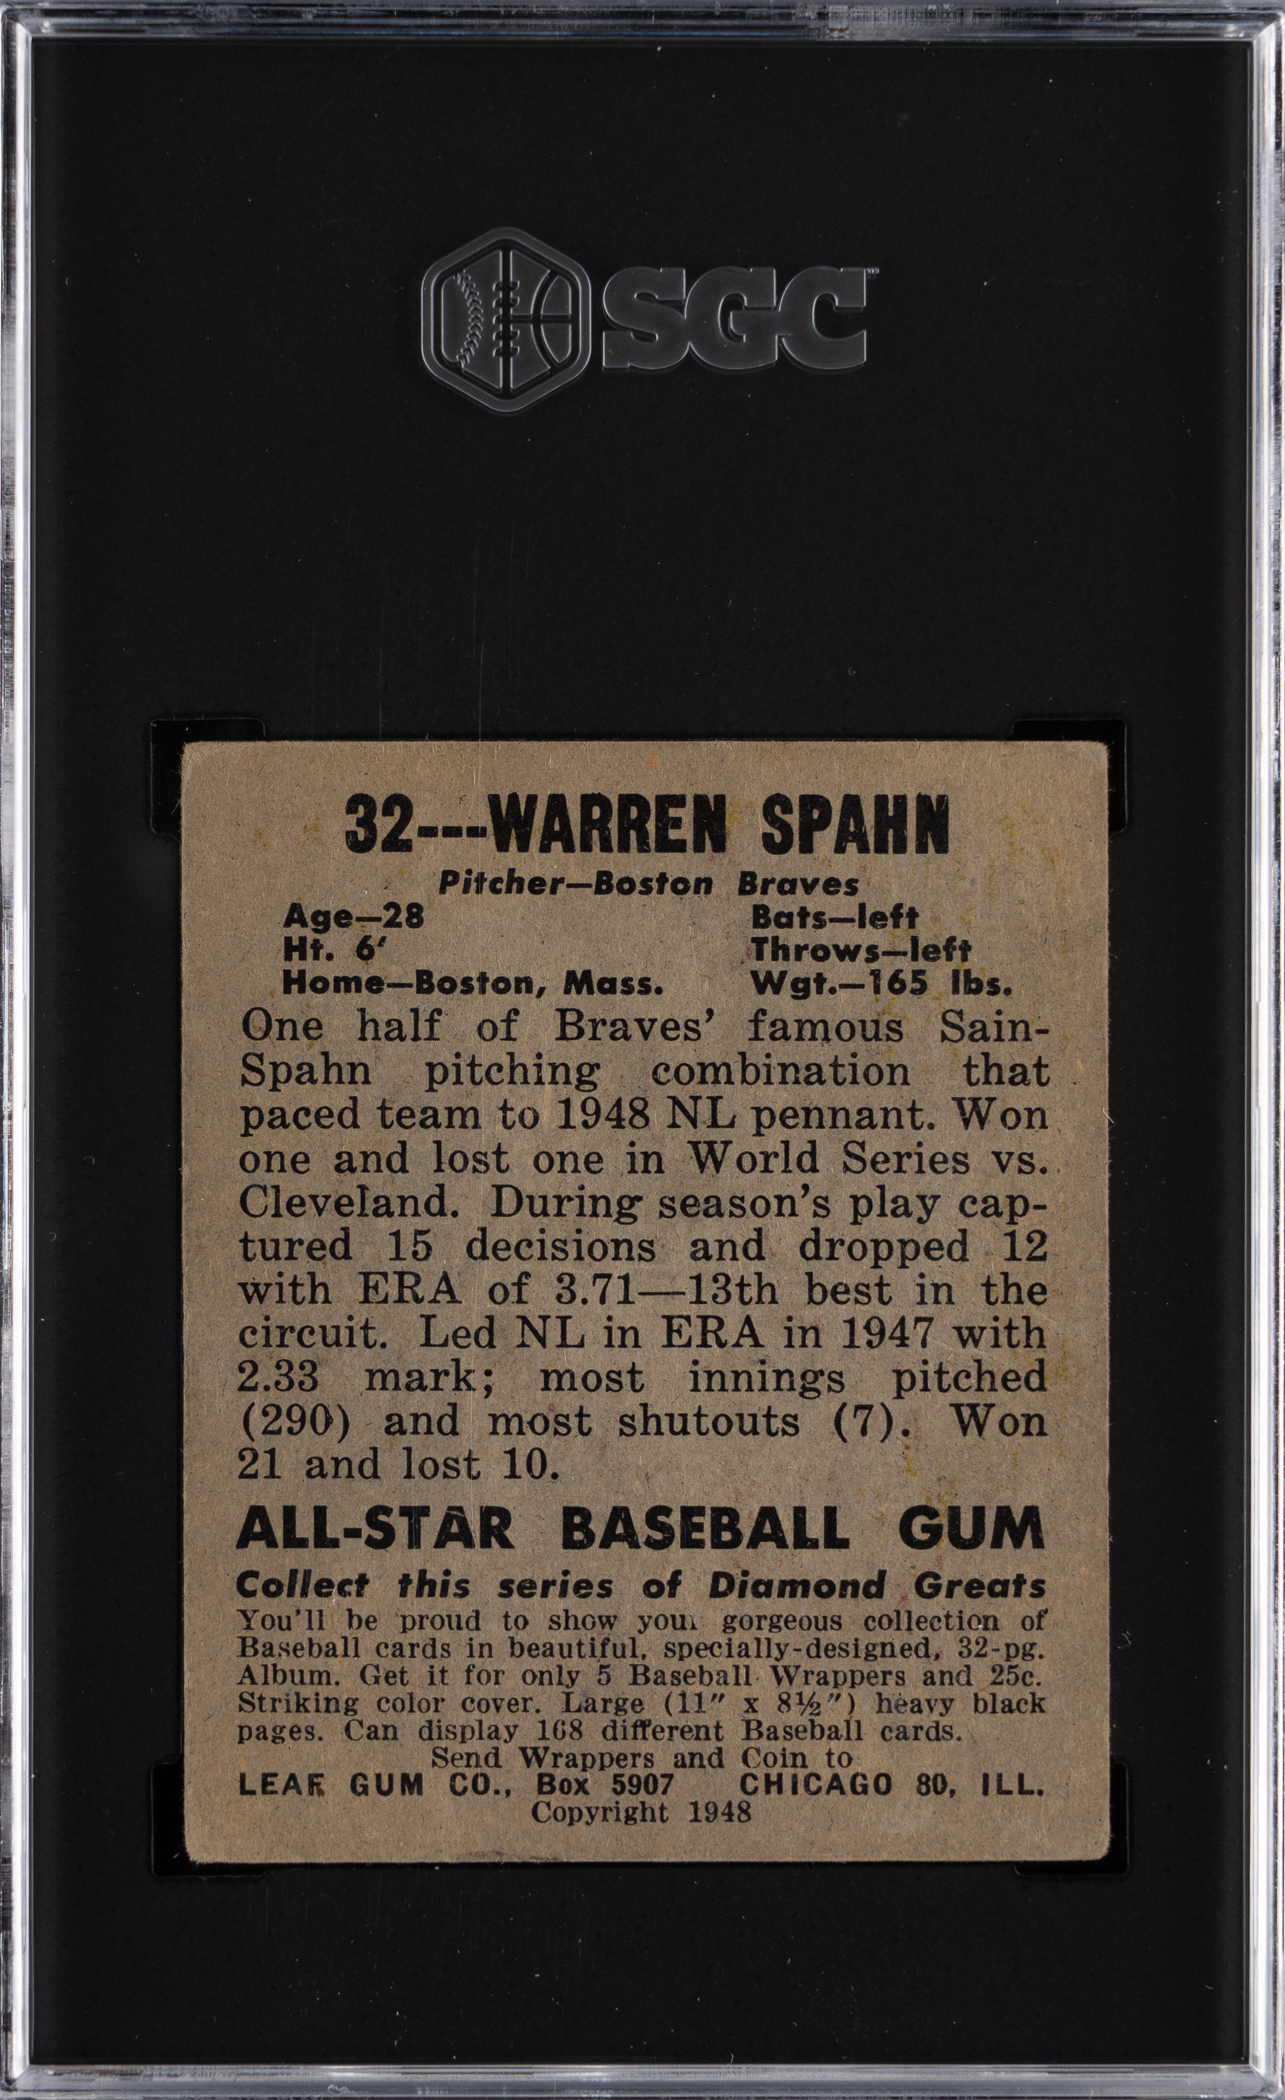 SGC
32---WARREN SPAHN
Pitcher—Boston Braves
Age—28 Bats—left
Ht. 6' Throws—left
Home—Boston, Mass. Wgt.—165 lbs.
One half of Braves' famous Sain-
Spahn pitching combination that
paced team to 1948 NL pennant. Won
one and lost one in World Series vs.
Cleveland. During season's play cap-
tured 15 decisions and dropped 12
with ERA of 3.71—13th best in the
circuit. Led NL in ERA in 1947 with
2.33 mark; most innings pitched
(290) and most shutouts (7). Won
21 and lost 10.
ALL-STAR BASEBALL GUM
Collect this series of Diamond Greats
You'll be proud to show your gorgeous collection of
Baseball cards in beautiful, specially-designed, 32-pg.
Album. Get it for only 5 Baseball Wrappers and 25c.
Striking color cover. Large (11" x 8½") heavy black
pages. Can display 168 different Baseball cards.
Send Wrappers and Coin to
LEAF GUM CO., Box 5907 CHICAGO 80, ILL.
Copyright 1948